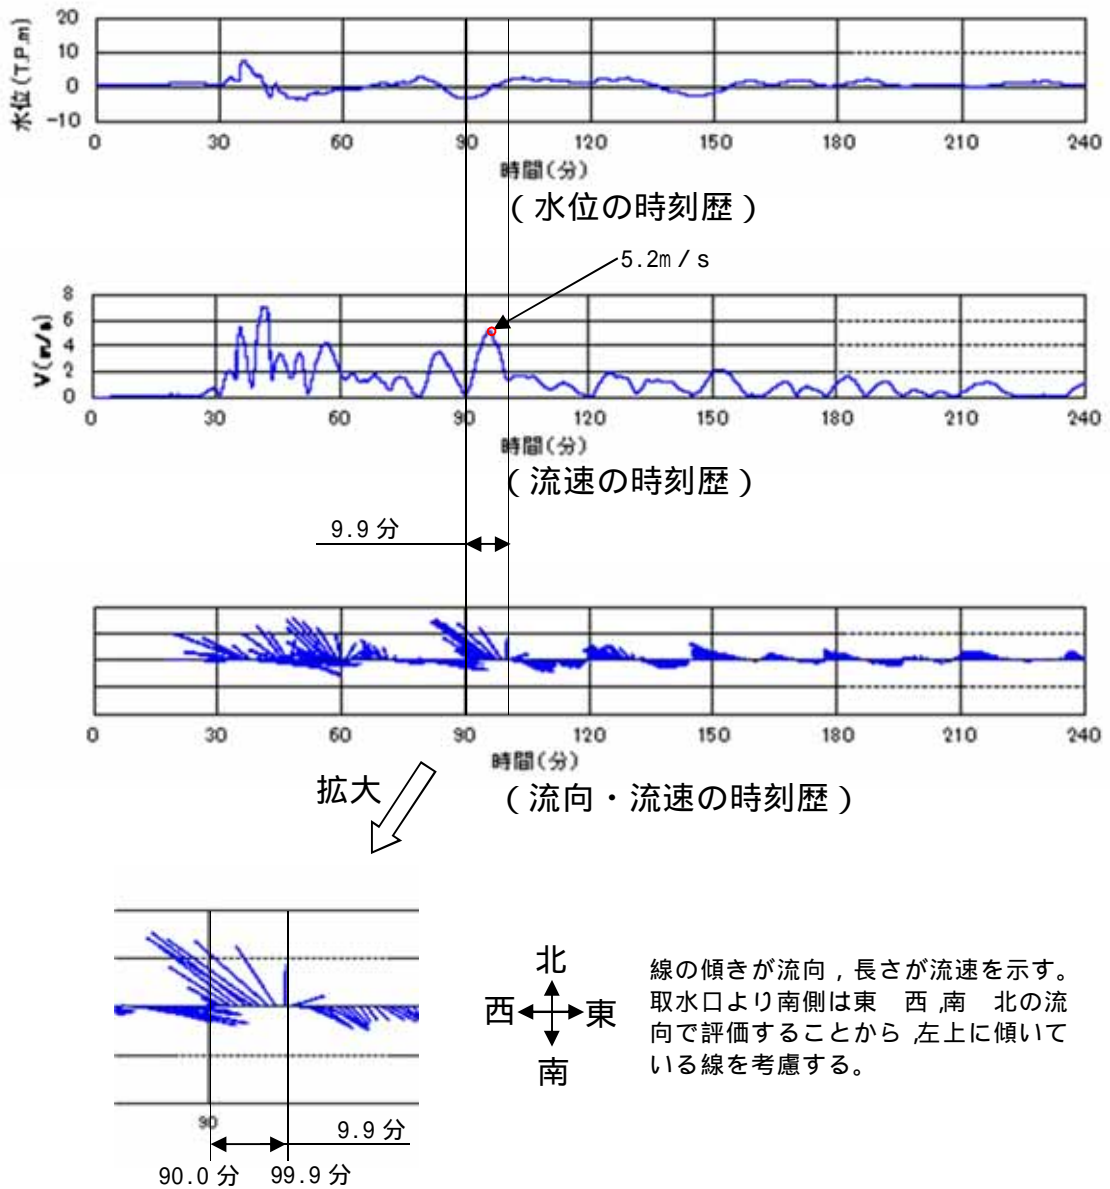 20
10
0
-10
水位(T.P.m)
0 30 60 90 120 150 180 210 240
時間(分)
(水位の時刻歴)
5.2m/s
8
6
4
2
0
V(m/s)
0 30 60 90 120 150 180 210 240
時間(分)
(流速の時刻歴)
9.9分
0 30 60 90 120 150 180 210 240
時間(分)
拡大
(流向・流速の時刻歴)
北
西 東
南
線の傾きが流向,長さが流速を示す。
取水口より南側は東 西,南 北の流
向で評価することから,左上に傾いて
いる線を考慮する。
90
9.9分
90.0分 99.9分